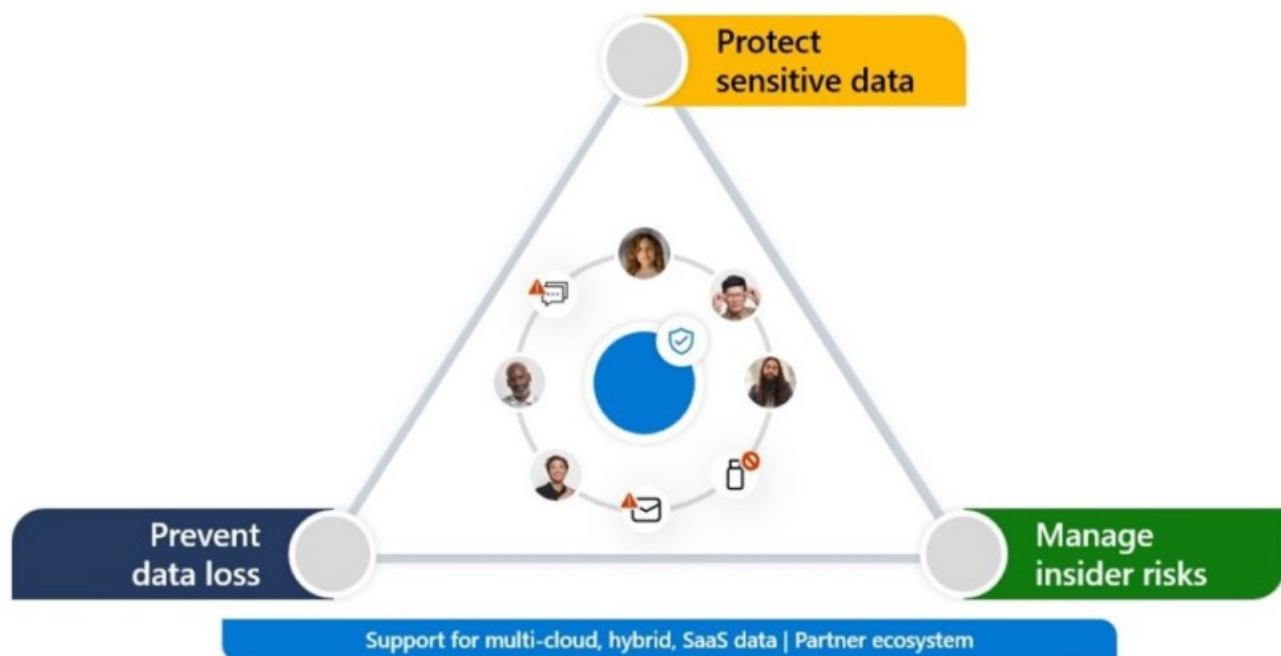 Protect
sensitive data
Prevent
data loss
Manage
insider risks
Support for multi-cloud, hybrid, SaaS data | Partner ecosystem